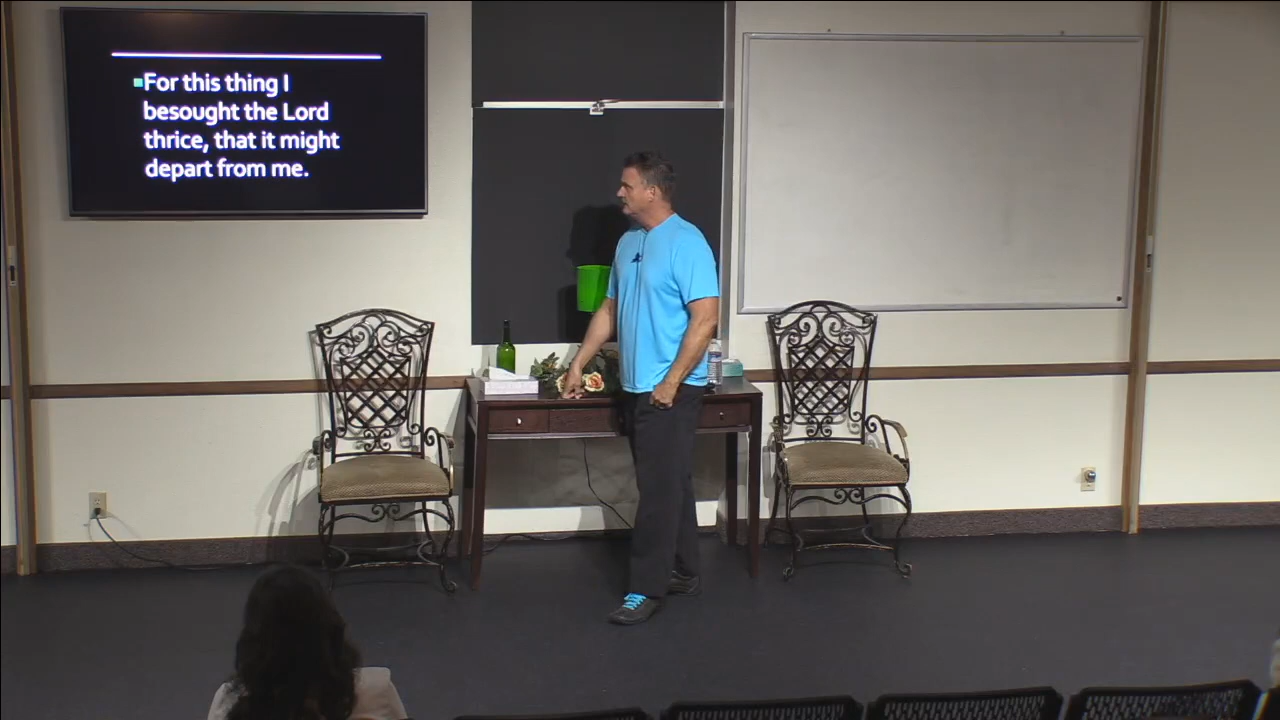 For this thing I
besought the Lord
thrice, that it might
depart from me.